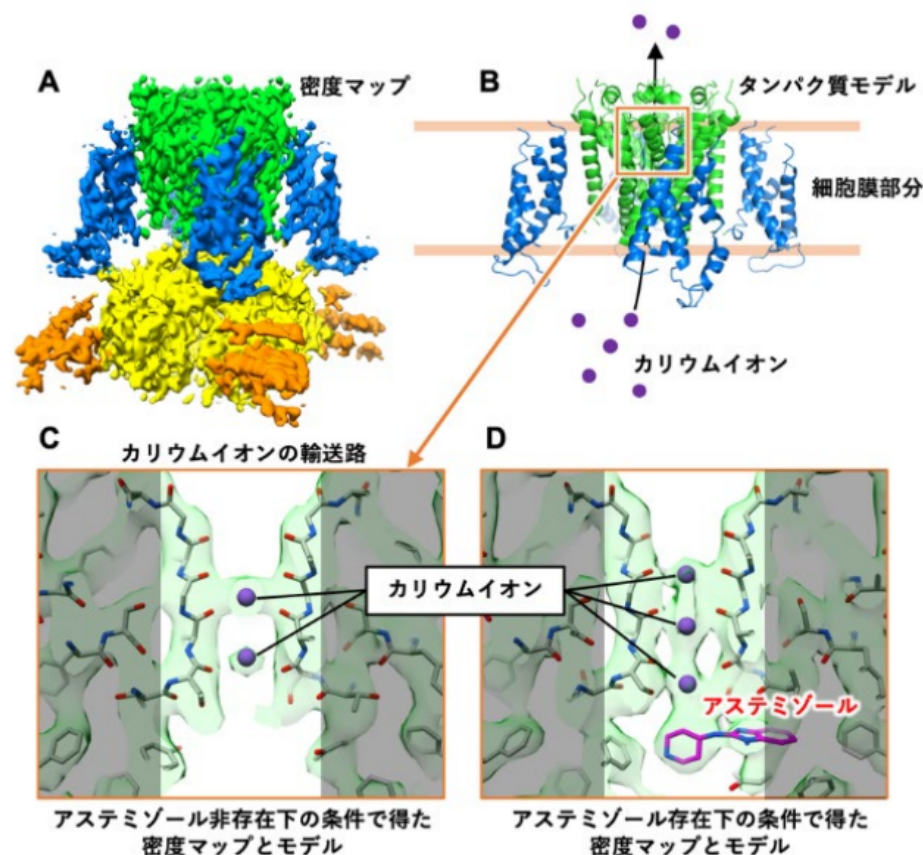 A
密度マップ
B
タンパク質モデル
細胞膜部分
カリウムイオン
C
カリウムイオンの輸送路
D
カリウムイオン
アステミゾール
アステミゾール非存在下の条件で得た
密度マップとモデル
アステミゾール存在下の条件で得た
密度マップとモデル